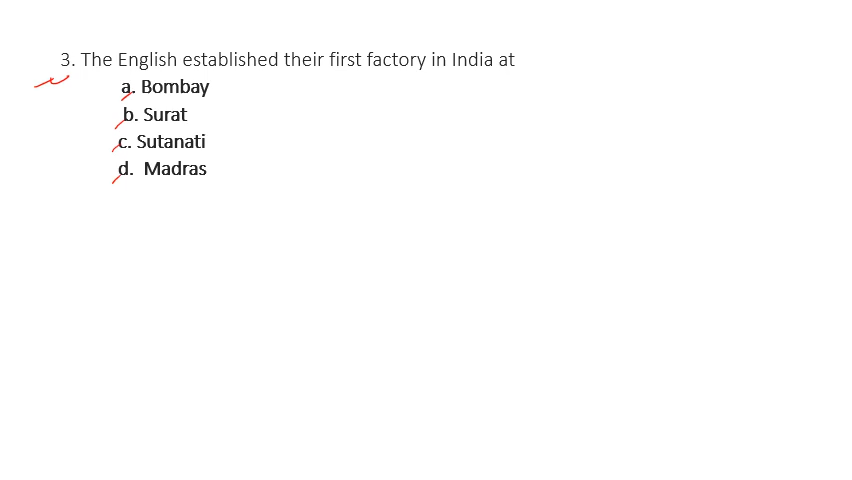 3. The English established their first factory in India at
a. Bombay
b. Surat
c. Sutanati
d. Madras